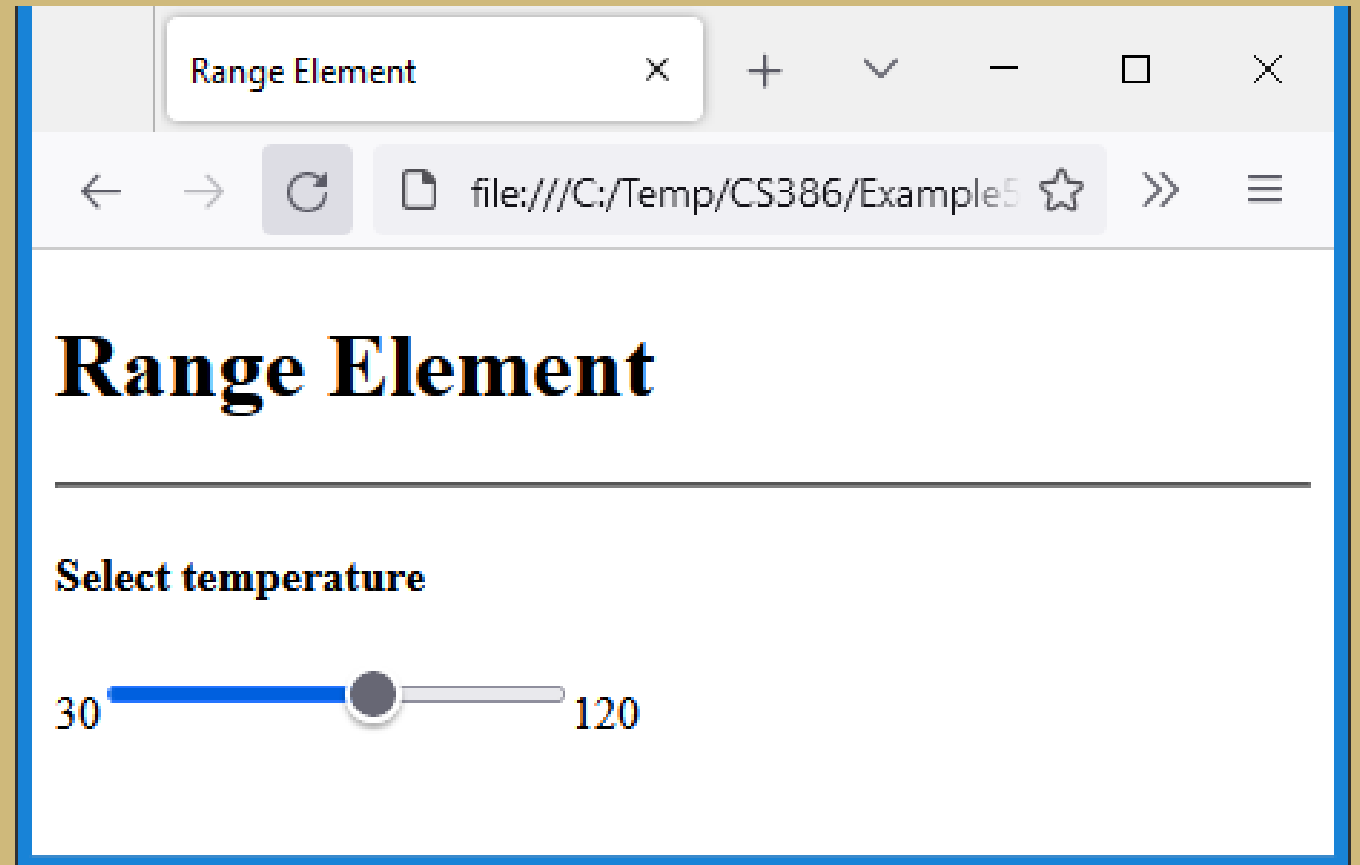 Range Element
file:///C:/Temp/CS386/Example5
Range Element
Select temperature
30 120